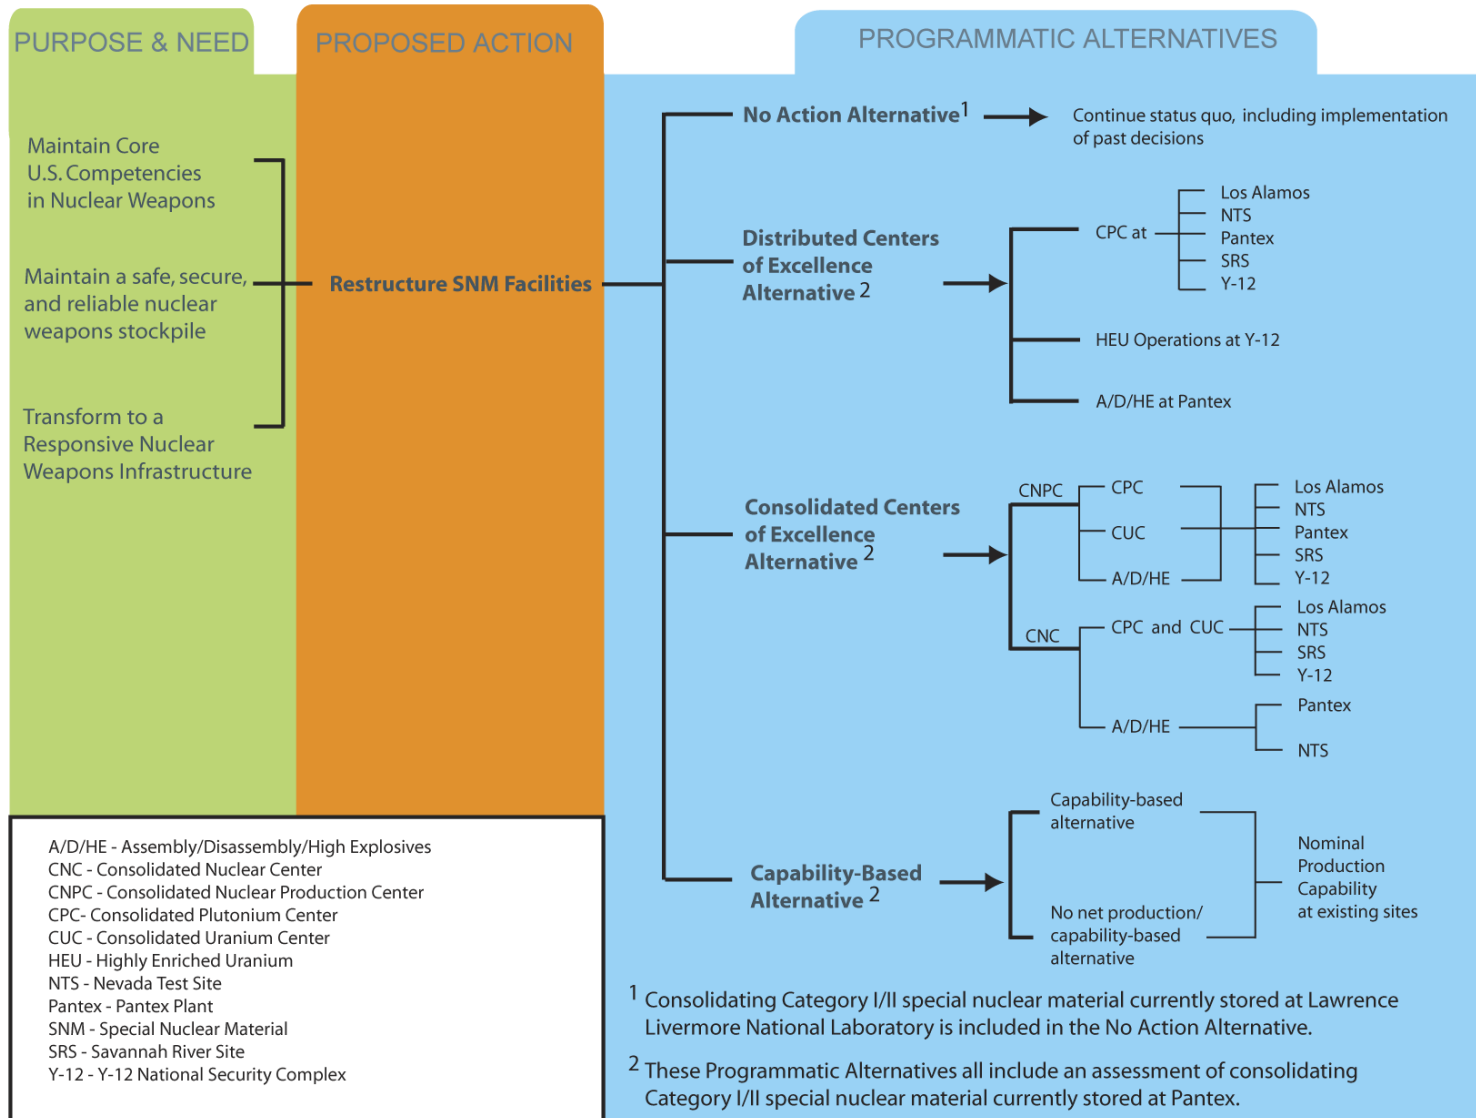 PURPOSE & NEED
PROPOSED ACTION
PROGRAMMATIC ALTERNATIVES
Maintain Core
U.S. Competencies
in Nuclear Weapons
Maintain a safe, secure,
and reliable nuclear
weapons stockpile
Transform to a
Responsive Nuclear
Weapons Infrastructure
Restructure SNM Facilities
No Action Alternative 1
Continue status quo, including implementation
of past decisions
Distributed Centers
of Excellence
Alternative 2
CPC at
Los Alamos
NTS
Pantex
SRS
Y-12
HEU Operations at Y-12
A/D/HE at Pantex
Consolidated Centers
of Excellence
Alternative 2
CNPC
CPC
CUC
A/D/HE
Los Alamos
NTS
Pantex
SRS
Y-12
CNC
CPC and CUC
Los Alamos
NTS
SRS
Y-12
A/D/HE
Pantex
NTS
Capability-Based
Alternative 2
Capability-based
alternative
No net production/
capability-based
alternative
Nominal
Production
Capability
at existing sites
A/D/HE - Assembly/Disassembly/High Explosives
CNC - Consolidated Nuclear Center
CNPC - Consolidated Nuclear Production Center
CPC- Consolidated Plutonium Center
CUC - Consolidated Uranium Center
HEU - Highly Enriched Uranium
NTS - Nevada Test Site
Pantex - Pantex Plant
SNM - Special Nuclear Material
SRS - Savannah River Site
Y-12 - Y-12 National Security Complex
1 Consolidating Category I/II special nuclear material currently stored at Lawrence
Livermore National Laboratory is included in the No Action Alternative.
2 These Programmatic Alternatives all include an assessment of consolidating
Category I/II special nuclear material currently stored at Pantex.